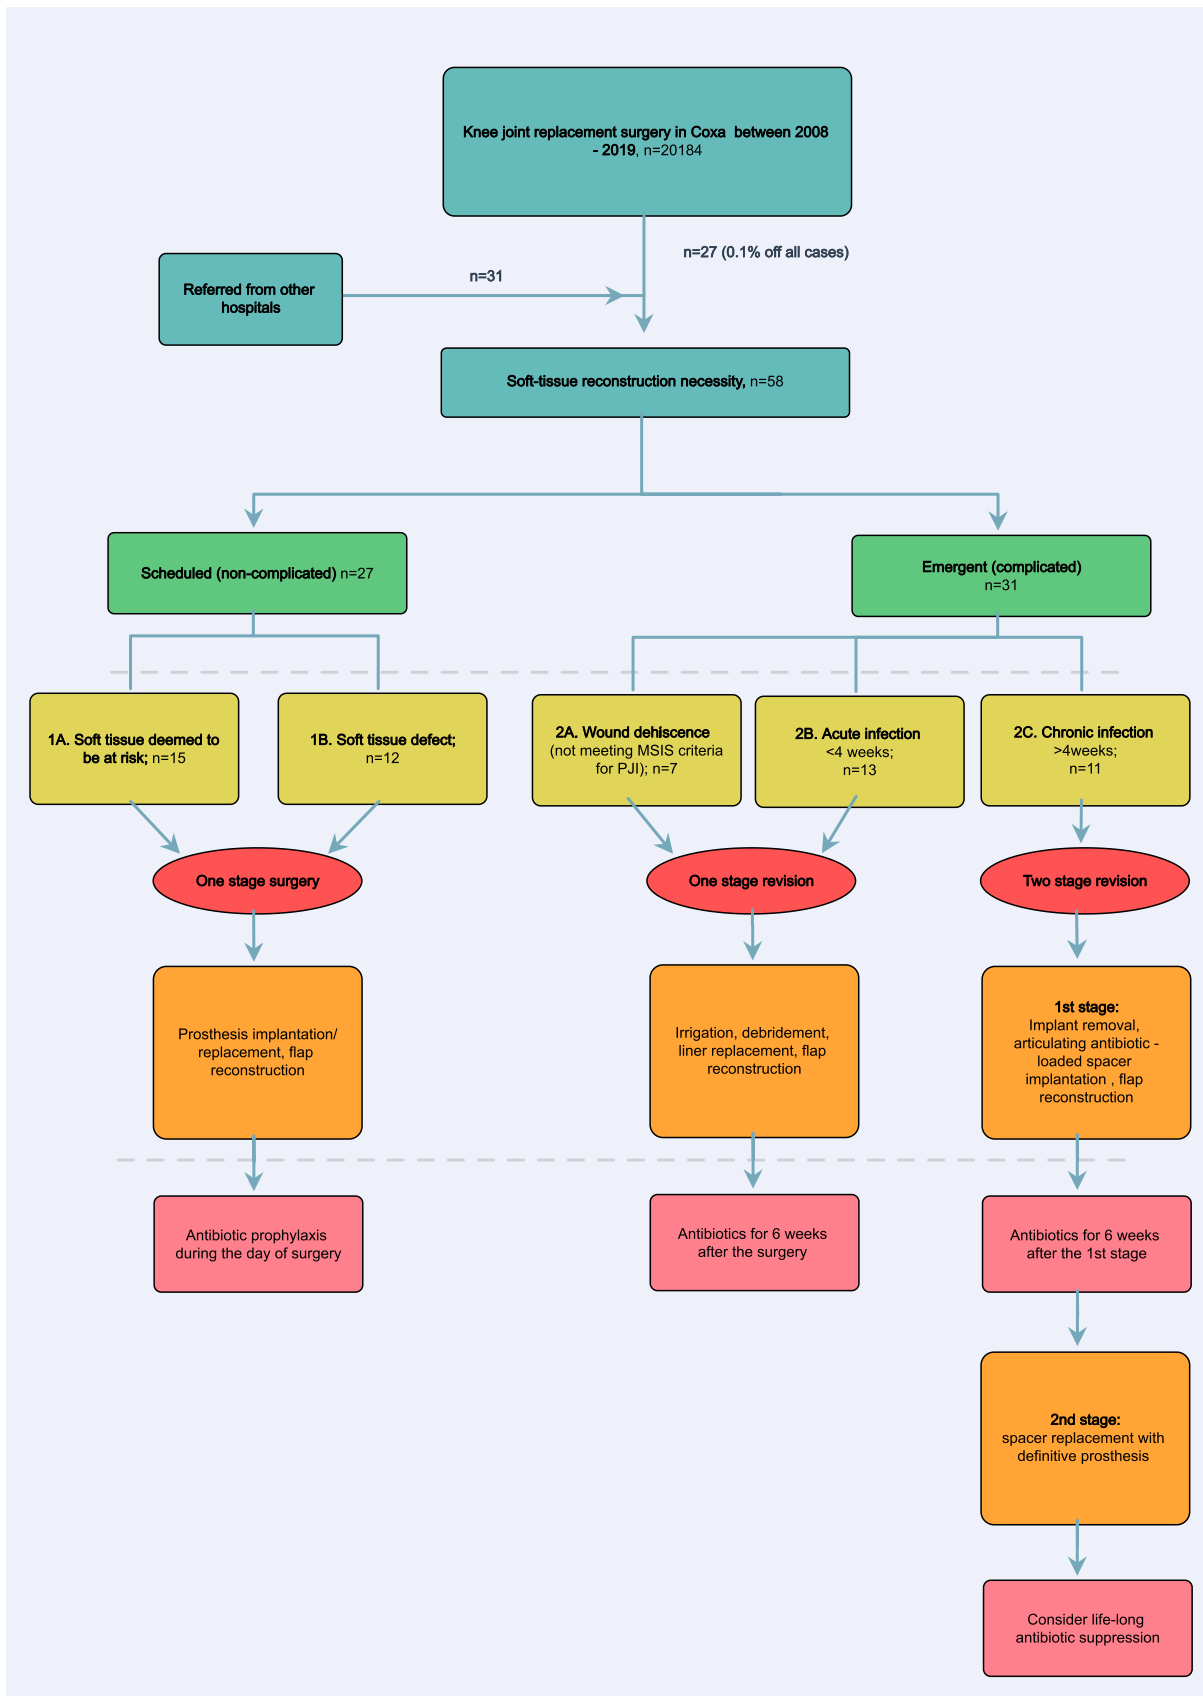 Knee joint replacement surgery in Coxa  between 2008
- 2019, n=20184
n=27 (0.1% off all cases)
n=31
Referred from other
hospitals
Soft-tissue reconstruction necessity, n=58
Scheduled (non-complicated) n=27
Emergent (complicated)
n=31
1A. Soft tissue deemed to
be at risk; n=15
1B. Soft tissue defect;
n=12
2A. Wound dehiscence
(not meeting MSIS criteria
for PJI); n=7
2B. Acute infection
<4 weeks;
n=13
2C. Chronic infection
>4weeks;
n=11
One stage surgery
One stage revision
Two stage revision
Prosthesis implantation/
replacement, flap
reconstruction
Irrigation, debridement,
liner replacement, flap
reconstruction
1st stage:
Implant removal,
articulating antibiotic -
loaded spacer
implantation , flap
reconstruction
Antibiotic prophylaxis
during the day of surgery
Antibiotics for 6 weeks
after the surgery
Antibiotics for 6 weeks
after the 1st stage
2nd stage:
spacer replacement with
definitive prosthesis
Consider life-long
antibiotic suppression